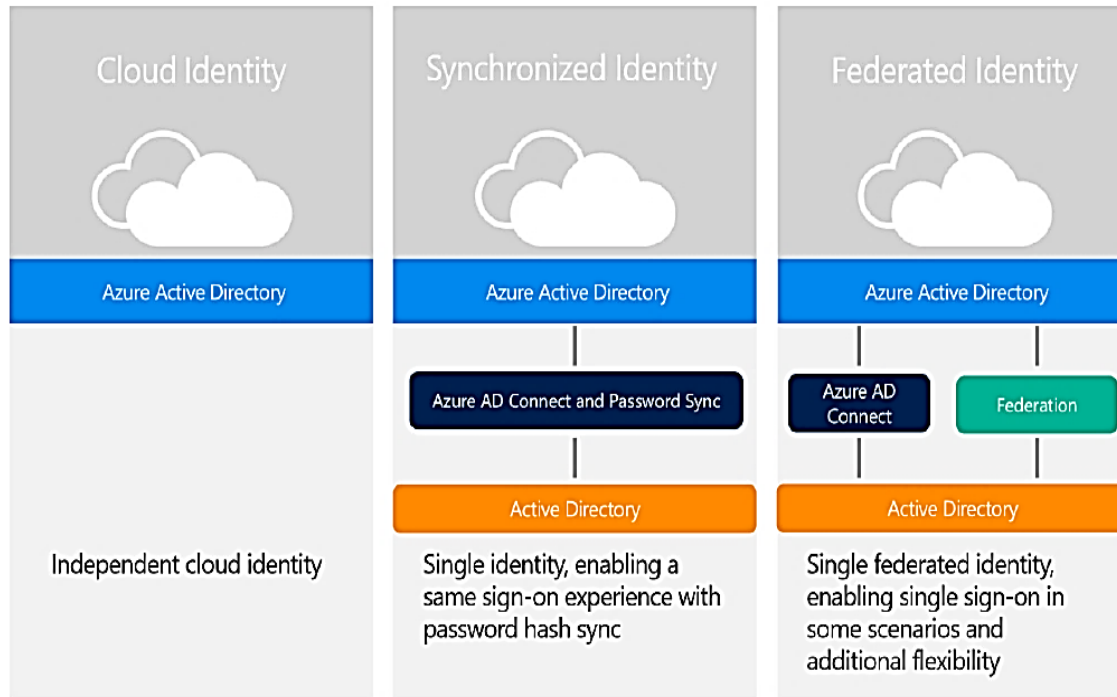 Cloud Identity
Azure Active Directory
Independent cloud identity
Synchronized Identity
Azure Active Directory
Azure AD Connect and Password Sync
Active Directory
Single identity, enabling a
same sign-on experience with
password hash sync
Federated Identity
Azure Active Directory
Azure AD
Connect
Federation
Active Directory
Single federated identity,
enabling single sign-on in
some scenarios and
additional flexibility